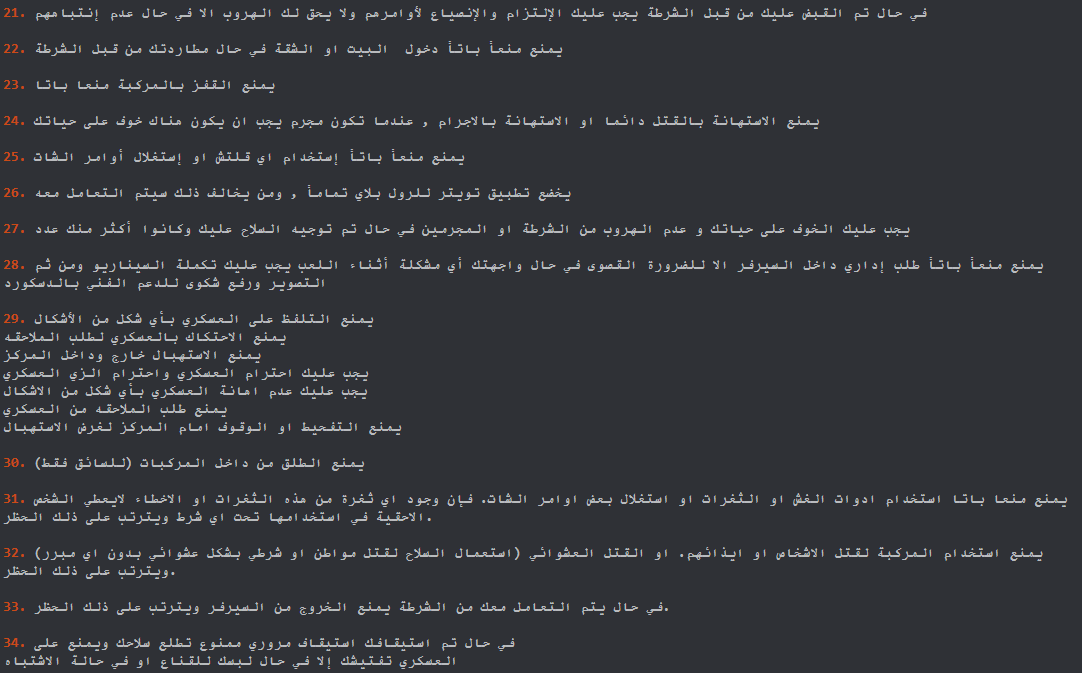 21. في حال تم القبض عليك من قبل الشرطة يجب عليك الإلتزام والإنصياع لأوامرهم ولا يحق لك الهروب الا في حال عدم إنتباههم
22. يمنع منعاً باتاً دخول البيت او الشقة في حال مطاردتك من قبل الشرطة
23. يمنع القفز بالمركبة منعا باتا
24. يمنع الاستهانة بالقتل دائما او الاستهانة بالاجرام , عندما تكون مجرم يجب ان يكون هناك خوف على حياتك
25. يمنع منعاً باتاً إستخدام اي قلتش او إستغلال أوامر الشات
26. يخضع تطبيق تويتر للرول بلاي تماماً , ومن يخالف ذلك سيتم التعامل معه
27. يجب عليك الخوف على حياتك و عدم الهروب من الشرطة او المجرمين في حال تم توجيه السلاح عليك وكانوا أكثر منك عدد
28. يمنع منعاً باتاً طلب إداري داخل السيرفر الا للضرورة القصوى في حال واجهتك أي مشكلة أثناء اللعب يجب عليك تكملة السيناريو ومن ثم
التصوير ورفع شكوى للدعم الفني بالدسكورد
29. يمنع التلفظ على العسكري بأي شكل من الأشكال
يمنع الاحتكاك بالعسكري لطلب الملاحقه
يمنع الاستهبال خارج وداخل المركز
يجب عليك احترام العسكري واحترام الزي العسكري
يجب عليك عدم اهانة العسكري بأي شكل من الاشكال
يمنع طلب الملاحقه من العسكري
يمنع التفحيط او الوقوف امام المركز لغرض الاستهبال
30. يمنع الطلق من داخل المركبات (للسائق فقط)
31. يمنع منعا باتا استخدام ادوات الغش او الثغرات او استغلال بعض اوامر الشات. فإن وجود اي ثغرة من هذه الثغرات او الاخطاء لايعطي الشخص
الاحقية في استخدامها تحت اي شرط ويترتب على ذلك الحظر.
32. يمنع استخدام المركبة لقتل الاشخاص او ايذائهم. او القتل العشوائي (استعمال السلاح لقتل مواطن او شرطي بشكل عشوائي بدون اي مبرر)
ويترتب على ذلك الحظر.
33. في حال يتم التعامل معك من الشرطة يمنع الخروج من السيرفر ويترتب على ذلك الحظر.
34. في حال تم استيقافك استيقاف مروري ممنوع تطلع سلاحك ويمنع على
العسكري تفتيشك إلا في حال لبسك للقناع او في حالة الاشتباه